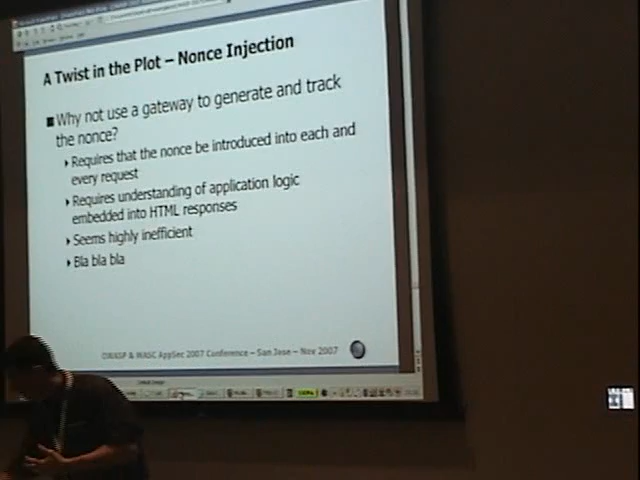 A Twist in the Plot – Nonce Injection
Why not use a gateway to generate and track
the nonce?
Requires that the nonce be introduced into each and
every request
Requires understanding of application logic
embedded into HTML responses
Seems highly inefficient
Bla bla bla
OWASP & WASC AppSec 2007 Conference – San Jose – Nov 2007